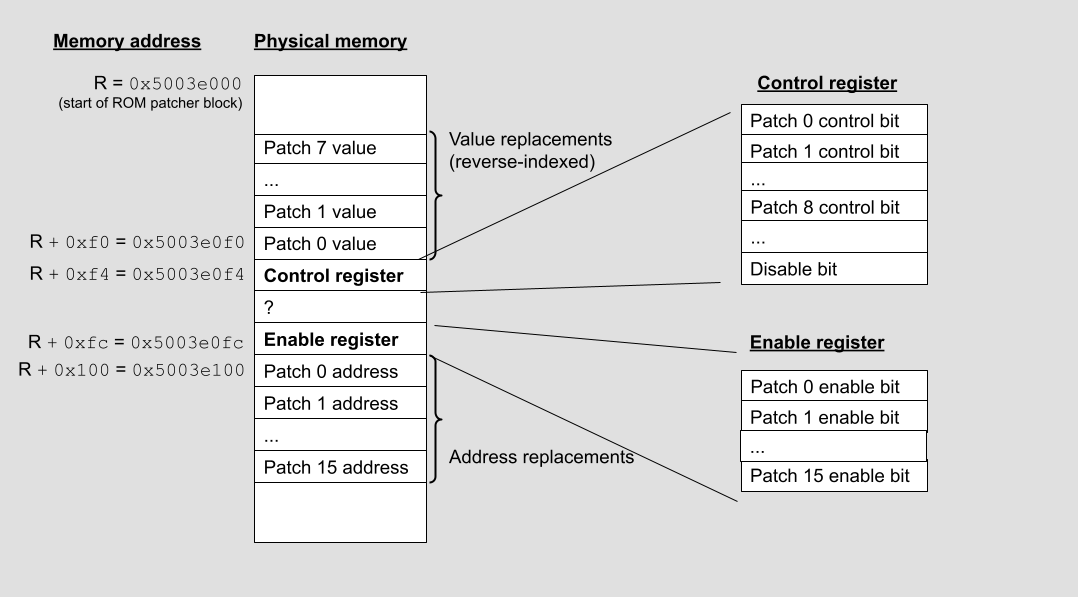 Memory address
Physical memory
R = 0x5003e000
(start of ROM patcher block)
Patch 7 value
...
Patch 1 value
Patch 0 value
Value replacements
(reverse-indexed)
R + 0xf0 = 0x5003e0f0
R + 0xf4 = 0x5003e0f4
Control register
?
R + 0xfc = 0x5003e0fc
Enable register
R + 0x100 = 0x5003e100
Patch 0 address
Patch 1 address
...
Patch 15 address
Address replacements
Control register
Patch 0 control bit
Patch 1 control bit
...
Patch 8 control bit
...
Disable bit
Enable register
Patch 0 enable bit
Patch 1 enable bit
...
Patch 15 enable bit